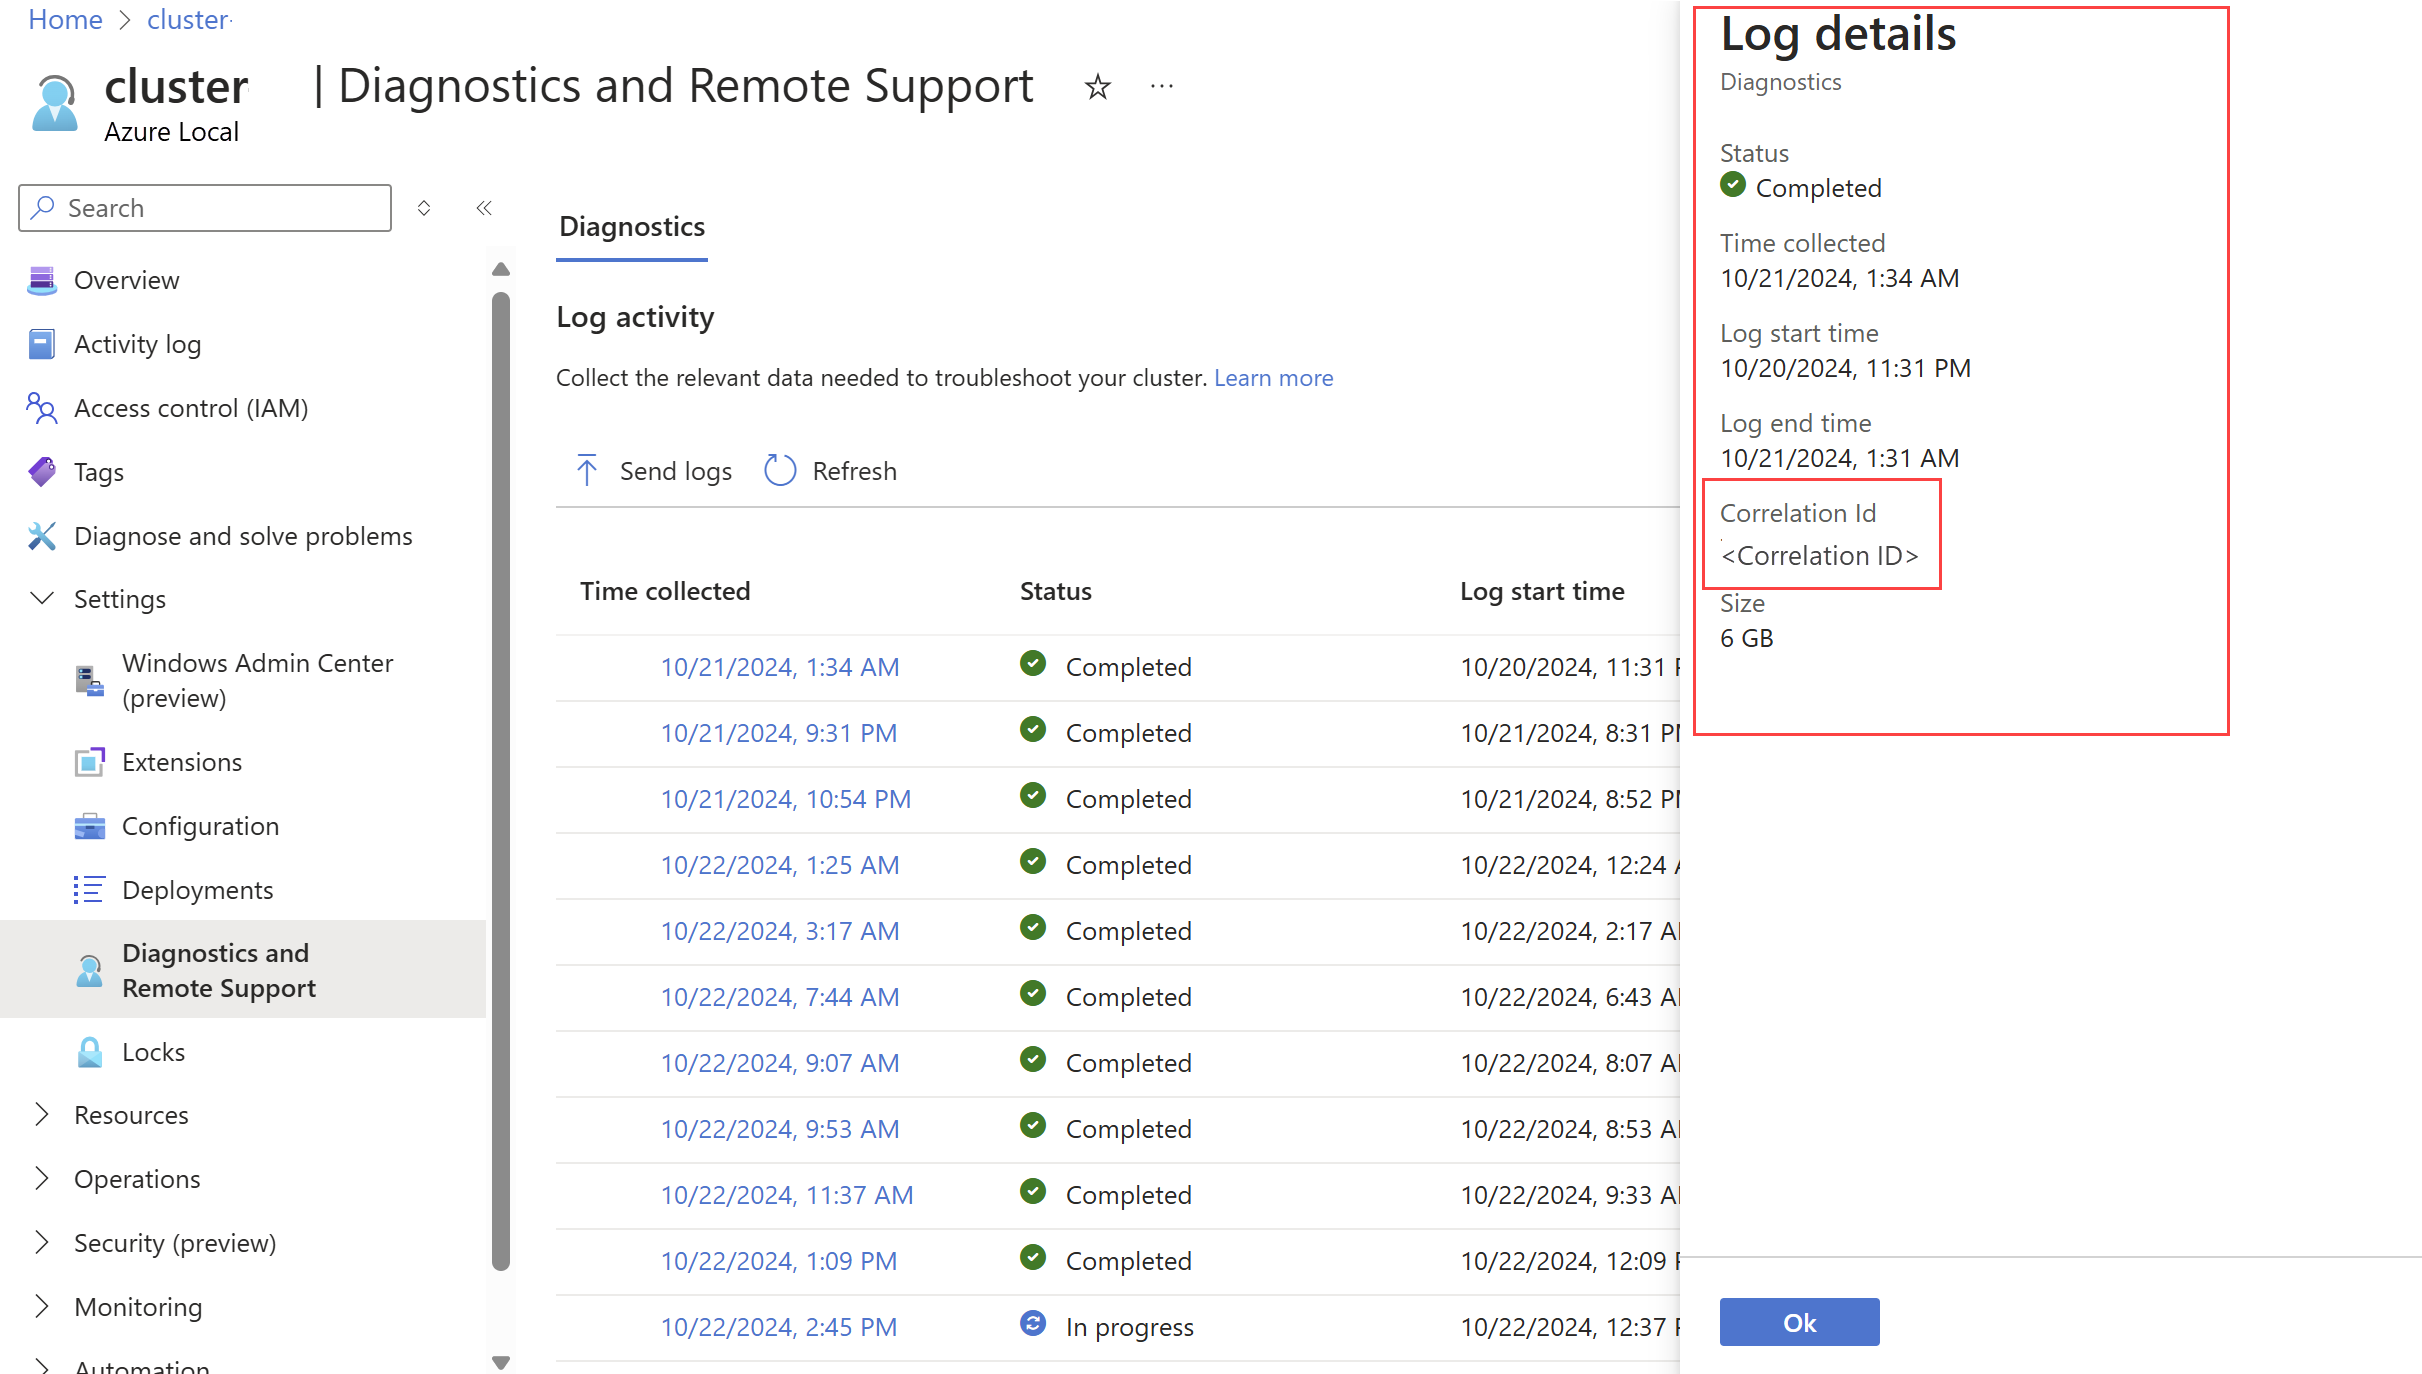 Home > cluster
cluster | Diagnostics and Remote Support
Azure Local
Search
Overview
Activity log
Access control (IAM)
Tags
Diagnose and solve problems
Settings
Windows Admin Center
(preview)
Extensions
Configuration
Deployments
Diagnostics and
Remote Support
Locks
Resources
Operations
Security (preview)
Monitoring
Automation
Diagnostics
Log activity
Collect the relevant data needed to troubleshoot your cluster. Learn more
Send logs Refresh
Time collected Status Log start time
10/21/2024, 1:34 AM Completed 10/20/2024, 11:31
10/21/2024, 9:31 PM Completed 10/21/2024, 8:31 PM
10/21/2024, 10:54 PM Completed 10/21/2024, 8:52 PM
10/22/2024, 1:25 AM Completed 10/22/2024, 12:24
10/22/2024, 3:17 AM Completed 10/22/2024, 2:17 AM
10/22/2024, 7:44 AM Completed 10/22/2024, 6:43 AM
10/22/2024, 9:07 AM Completed 10/22/2024, 8:07 AM
10/22/2024, 9:53 AM Completed 10/22/2024, 8:53 AM
10/22/2024, 11:37 AM Completed 10/22/2024, 9:33 AM
10/22/2024, 1:09 PM Completed 10/22/2024, 12:09
10/22/2024, 2:45 PM In progress 10/22/2024, 12:37
Log details
Diagnostics
Status
Completed
Time collected
10/21/2024, 1:34 AM
Log start time
10/20/2024, 11:31 PM
Log end time
10/21/2024, 1:31 AM
Correlation Id
<Correlation ID>
Size
6 GB
Ok